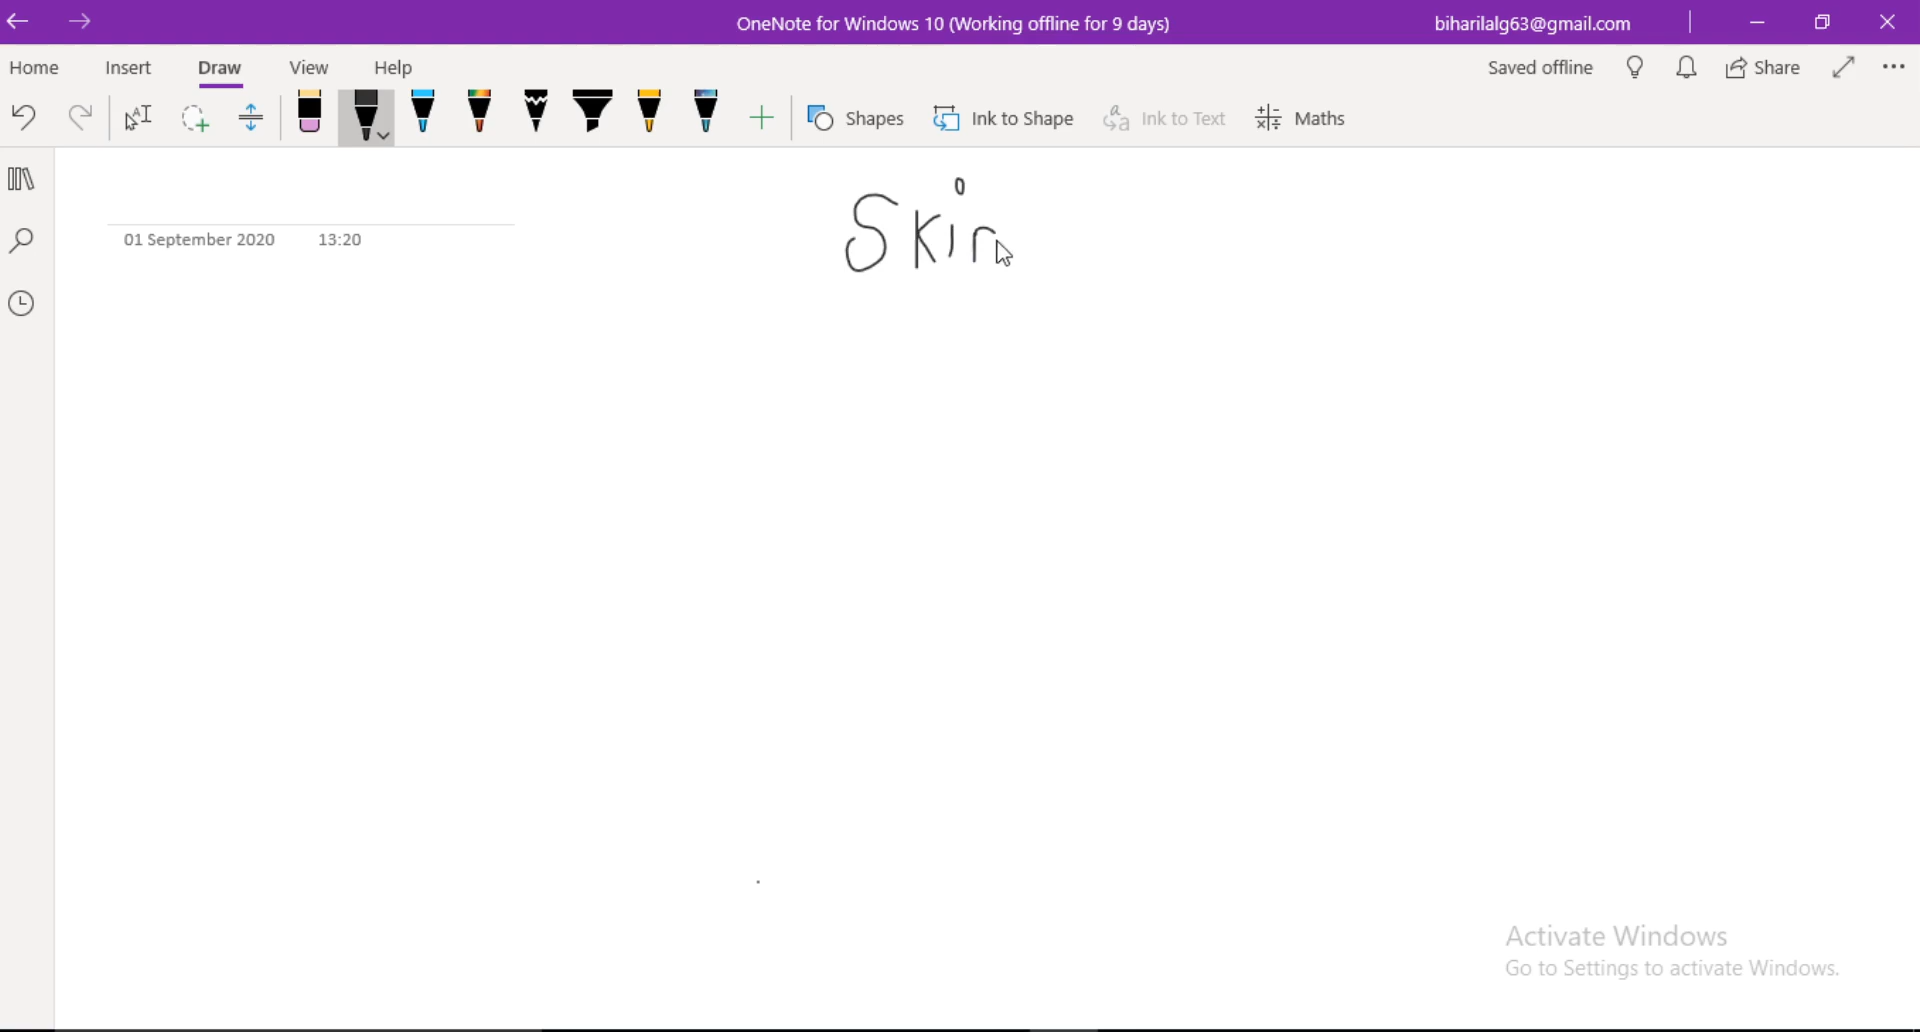 OneNote for Windows 10 (Working offline for 9 days)
biharilalg63@gmail.com
Home Insert Draw View Help
Saved offline
Share
Shapes
Ink to Shape
Ink to Text
Maths
Skin
01 September 2020 13:20
Activate Windows
Go to Settings to activate Windows.